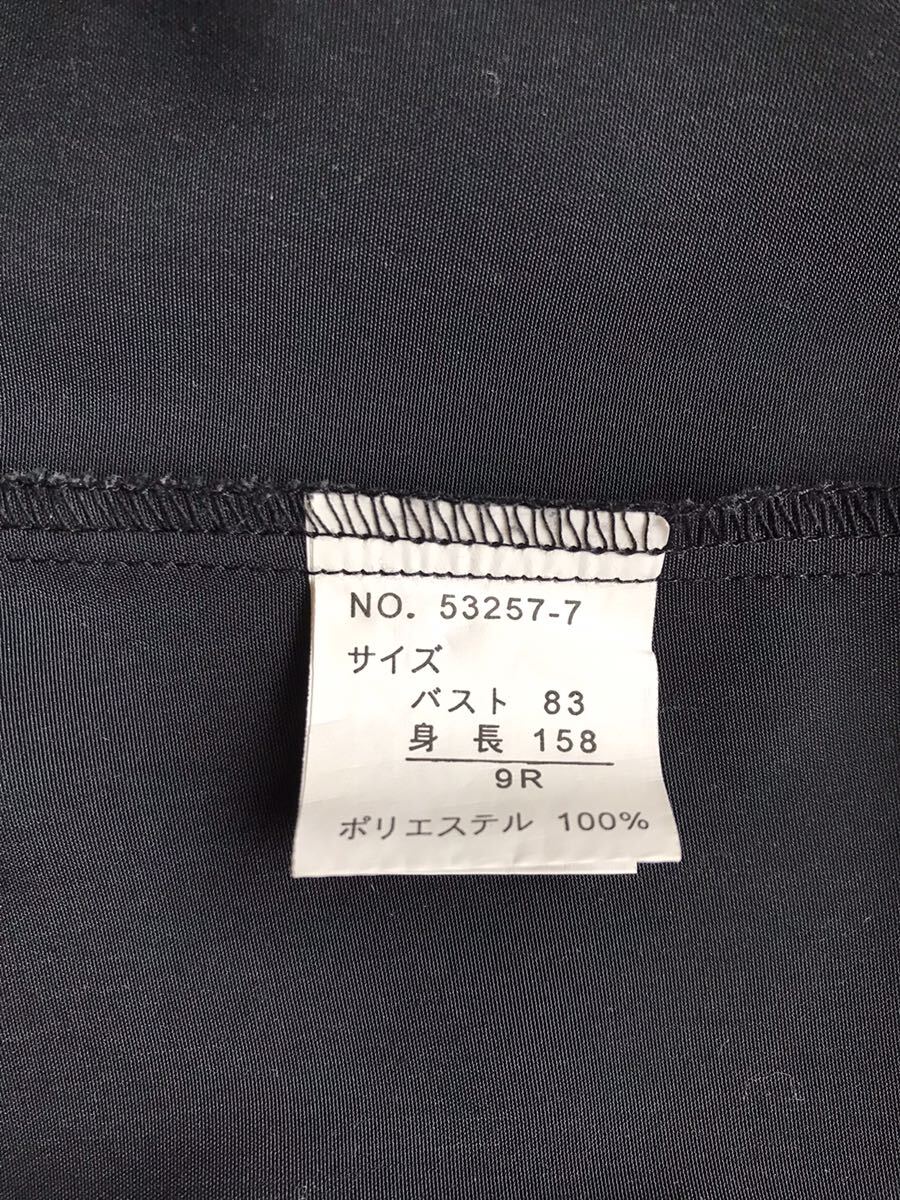 NO. 53257-7
サイズ
バスト 83
身 長 158
9R
ポリエステル 100%